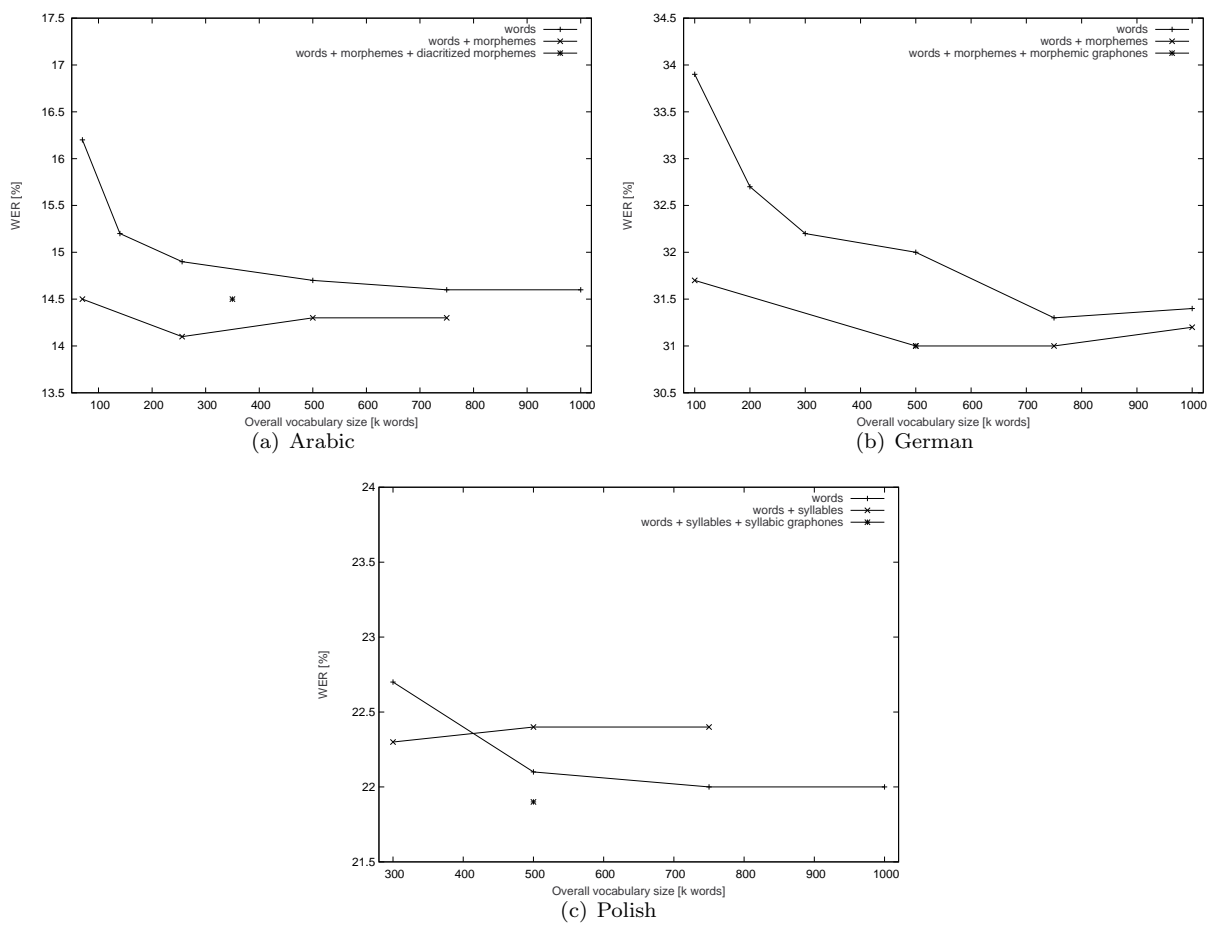 17.5
17
16.5
16
15.5
15
14.5
14
13.5
WER [%]
words
words + morphemes
words + morphemes + diacritized morphemes
100 200 300 400 500 600 700 800 900 1000
Overall vocabulary size [k words]
(a) Arabic
34.5
34
33.5
33
32.5
32
31.5
31
30.5
WER [%]
words
words + morphemes
words + morphemes + morphemic graphones
100 200 300 400 500 600 700 800 900 1000
Overall vocabulary size [k words]
(b) German
24
23.5
23
22.5
22
21.5
WER [%]
words
words + syllables
words + syllables + syllabic graphones
300 400 500 600 700 800 900 1000
Overall vocabulary size [k words]
(c) Polish